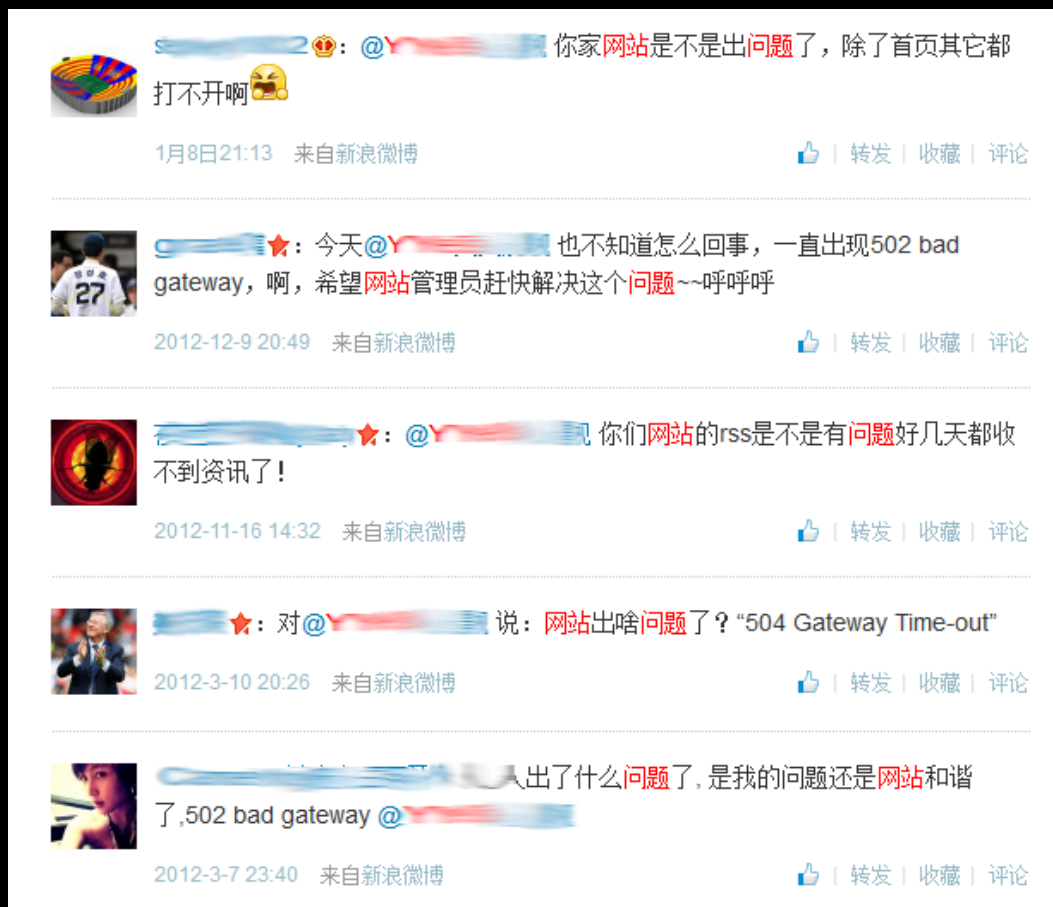 ：@Y 你家网站是不是出问题了，除了首页其它都
打不开啊
1月8日21:13 来自新浪微博 转发 | 收藏 | 评论
：今天@Y 也不知道怎么回事，一直出现502 bad
gateway，啊，希望网站管理员赶快解决这个问题~~呼呼呼
27
2012-12-9 20:49 来自新浪微博 转发 | 收藏 | 评论
：@Y 你们网站的rss是不是有问题好几天都收
不到资讯了！
2012-11-16 14:32 来自新浪微博 转发 | 收藏 | 评论
：对@Y 说：网站出啥问题了？“504 Gateway Time-out”
2012-3-10 20:26 来自新浪微博 转发 | 收藏 | 评论
出了什么问题了, 是我的问题还是网站和谐
了,502 bad gateway @
2012-3-7 23:40 来自新浪微博 转发 | 收藏 | 评论